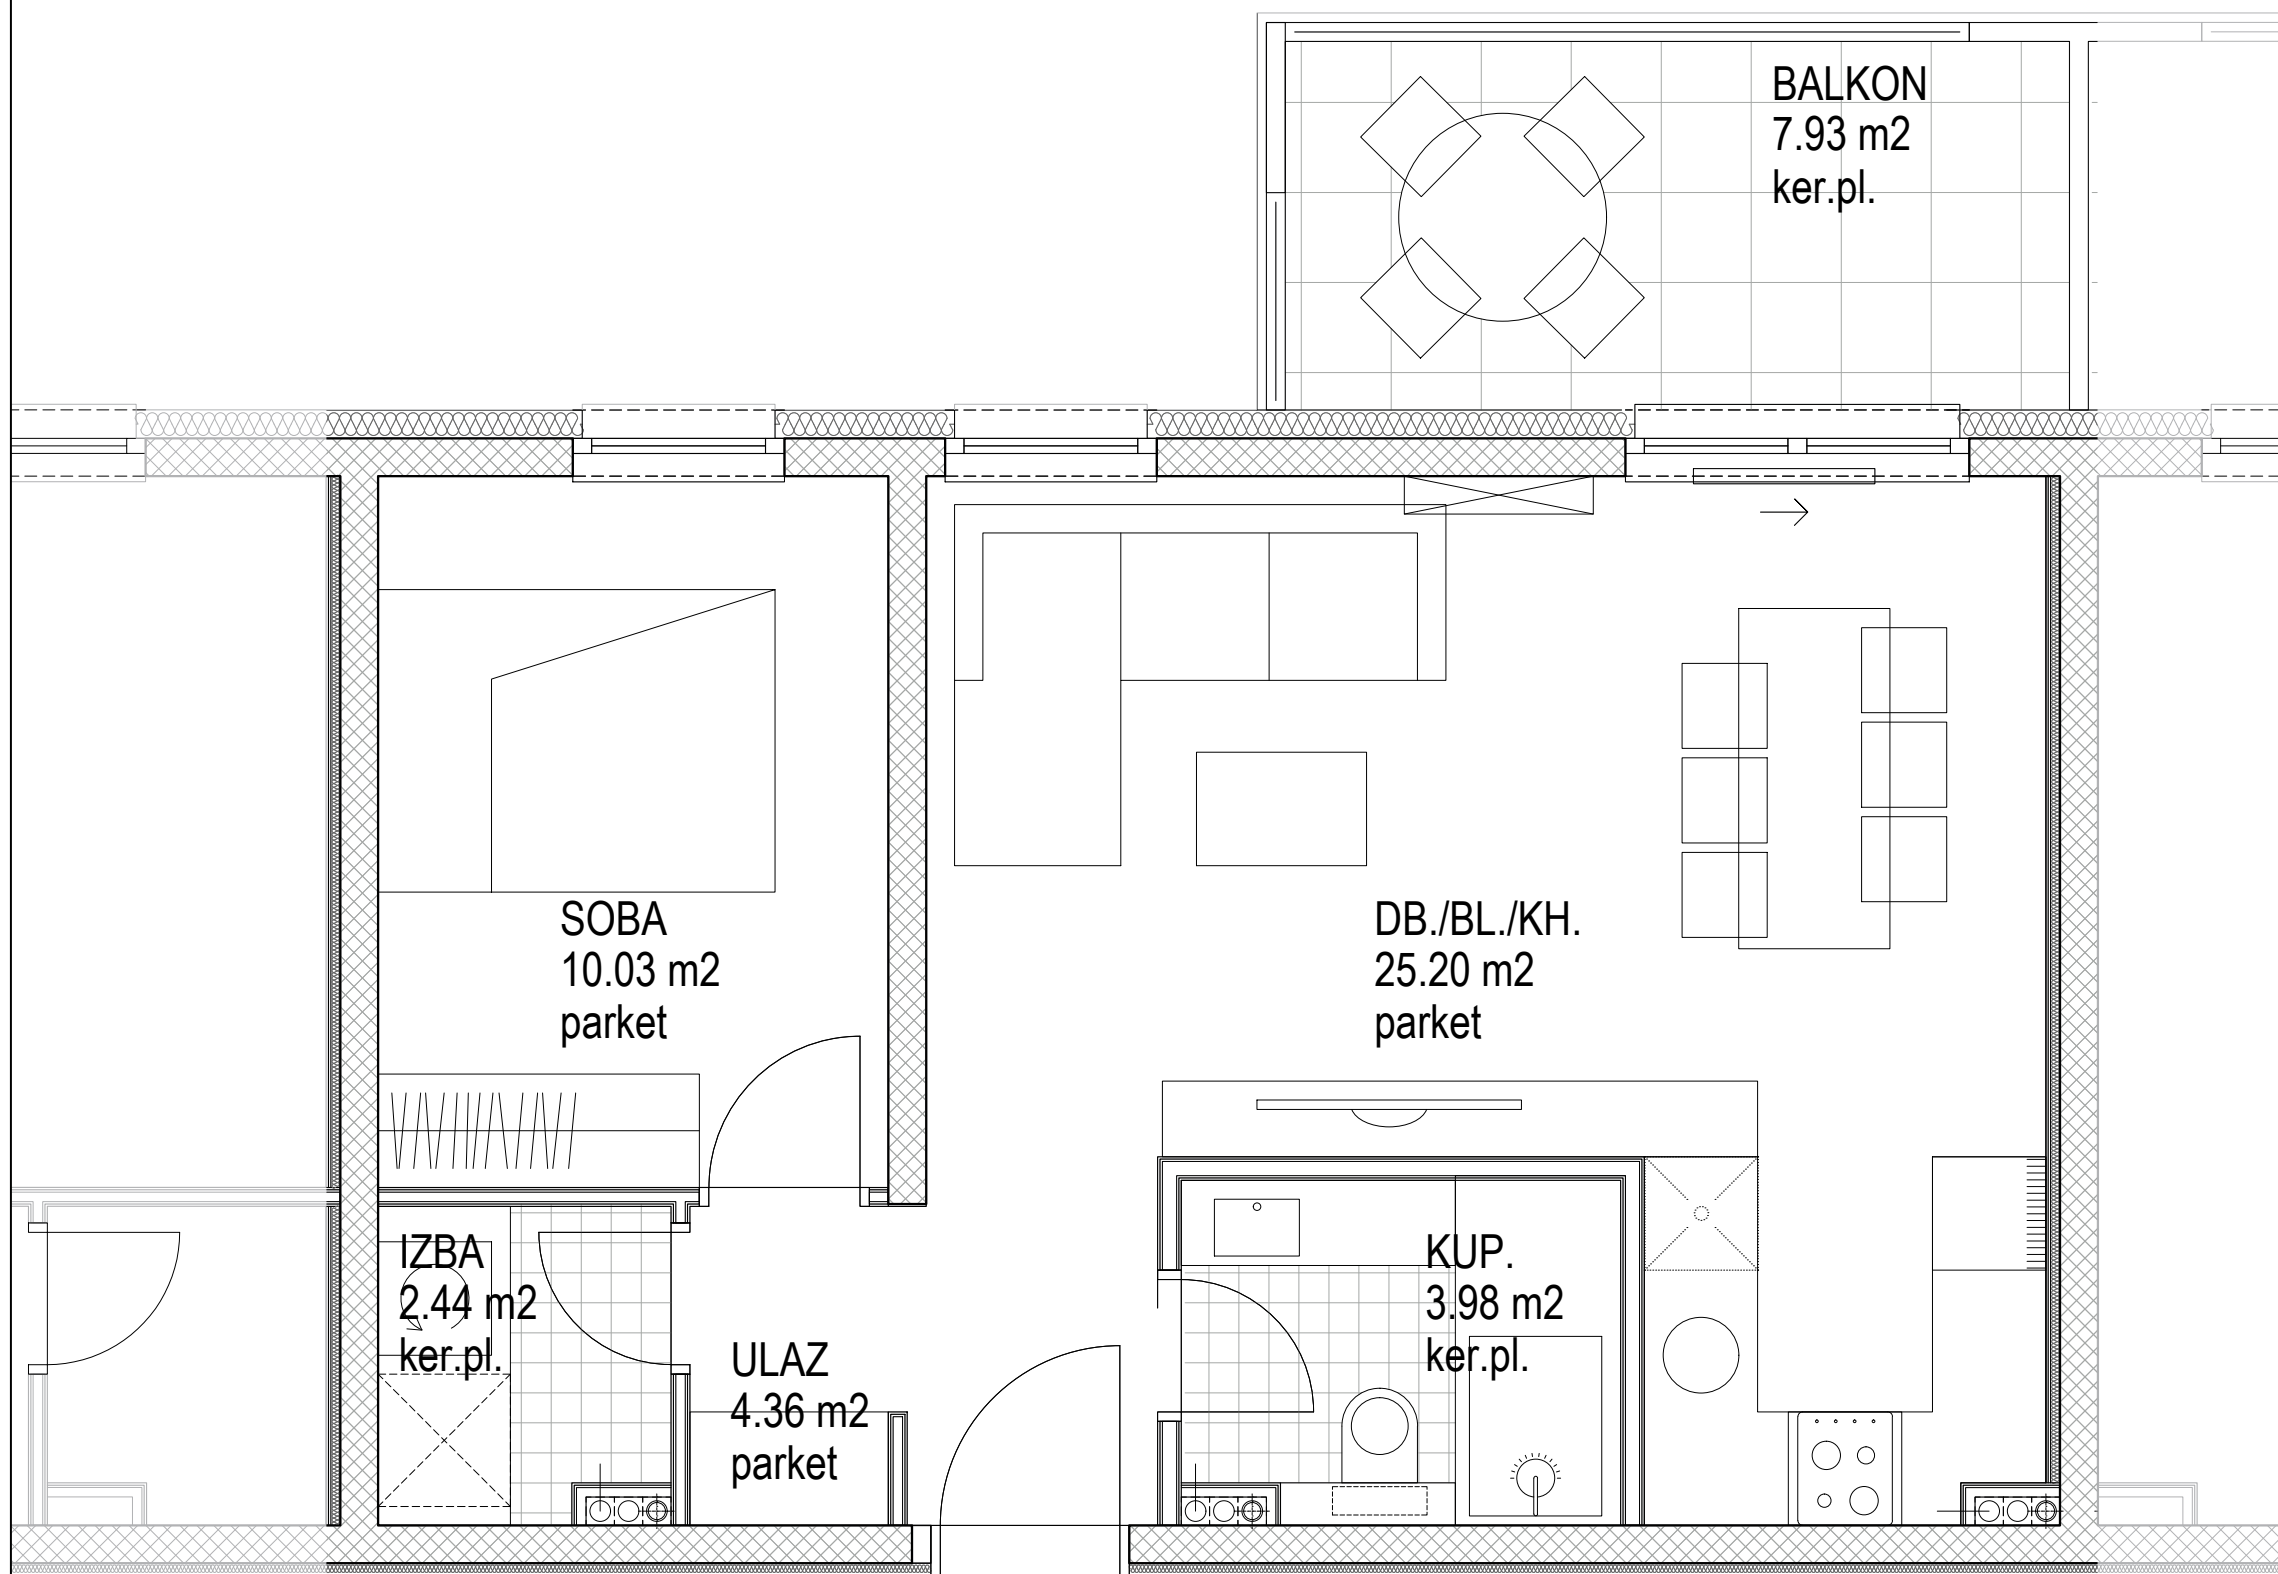 BALKON
7.93 m2
ker.pl.
SOBA
10.03 m2
parket
DB./BL./KH.
25.20 m2
parket
IZBA
2.44 m2
ker.pl.
ULAZ
4.36 m2
parket
KUP.
3.98 m2
ker.pl.